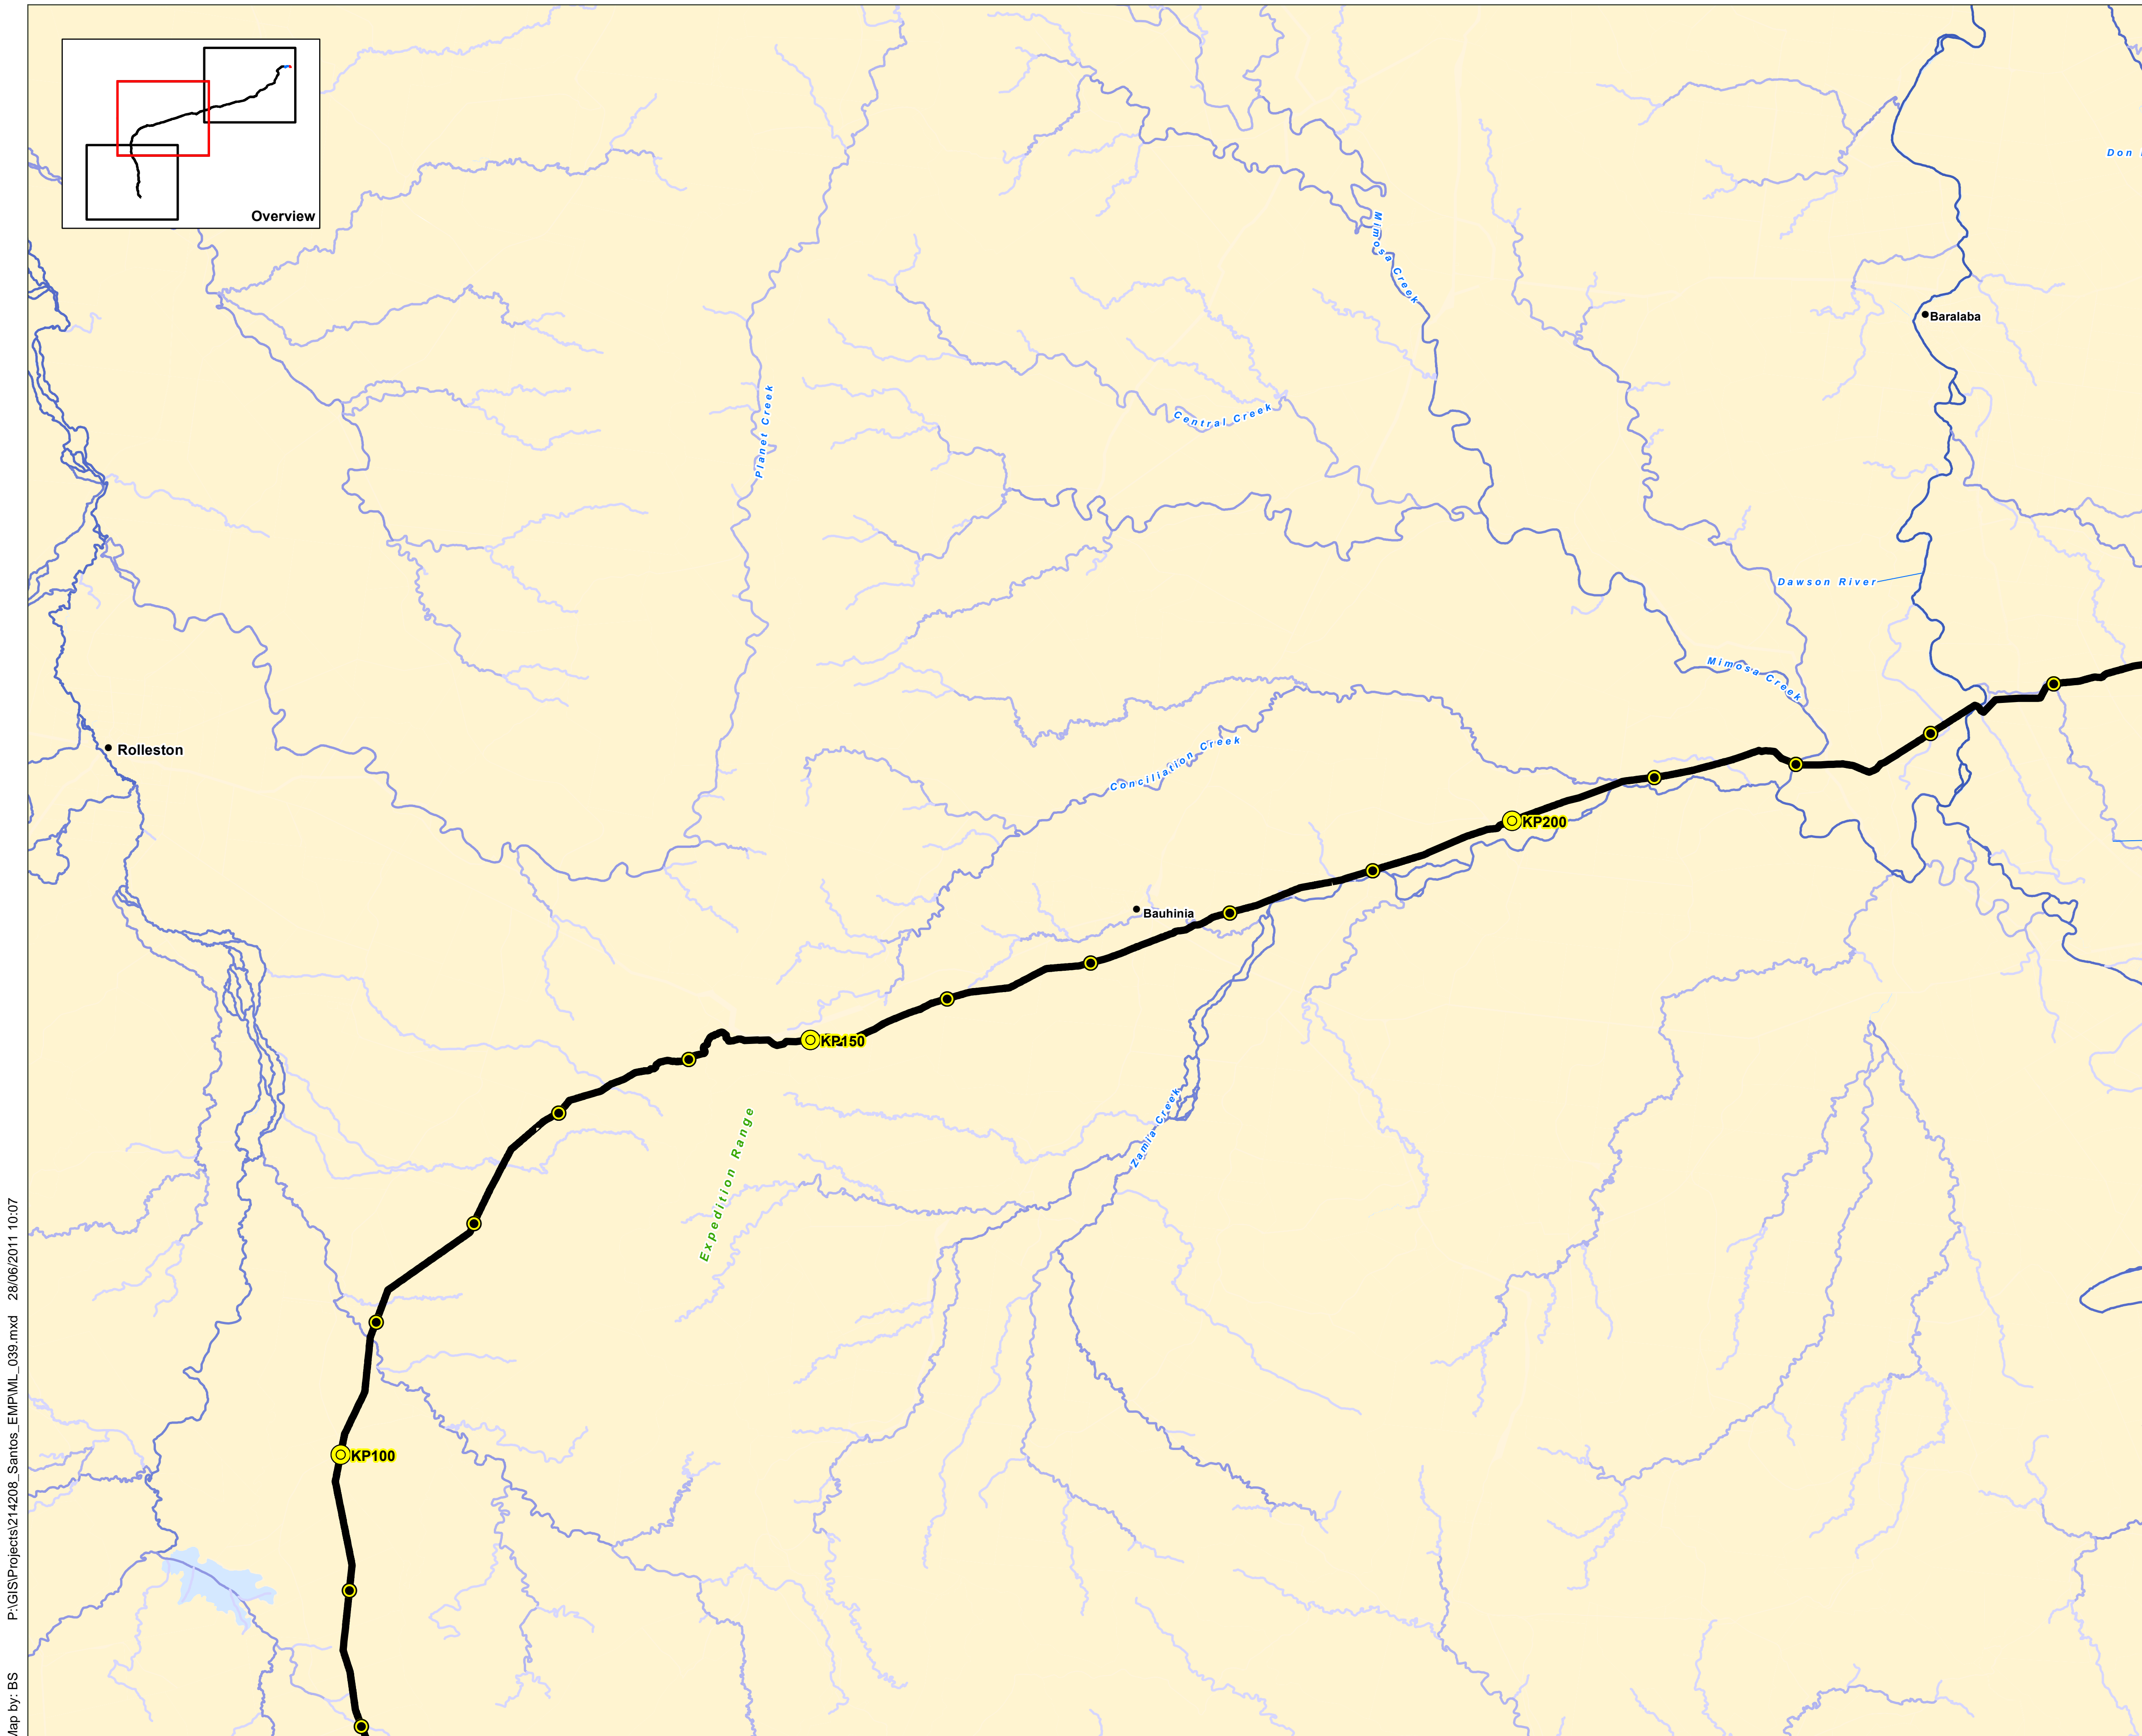 Overview
Don
Mimosa Creek
Baralaba
Planet Creek
Central Creek
Dawson River
Mimosa Creek
Rolleston
Conciliation Creek
KP200
Bauhinia
KP150
Zamia Creek
Expedition Range
KP100
Map by: BS P:\GIS\Projects\214208_Santos_EMP\ML_039.mxd 28/06/2011 10:07